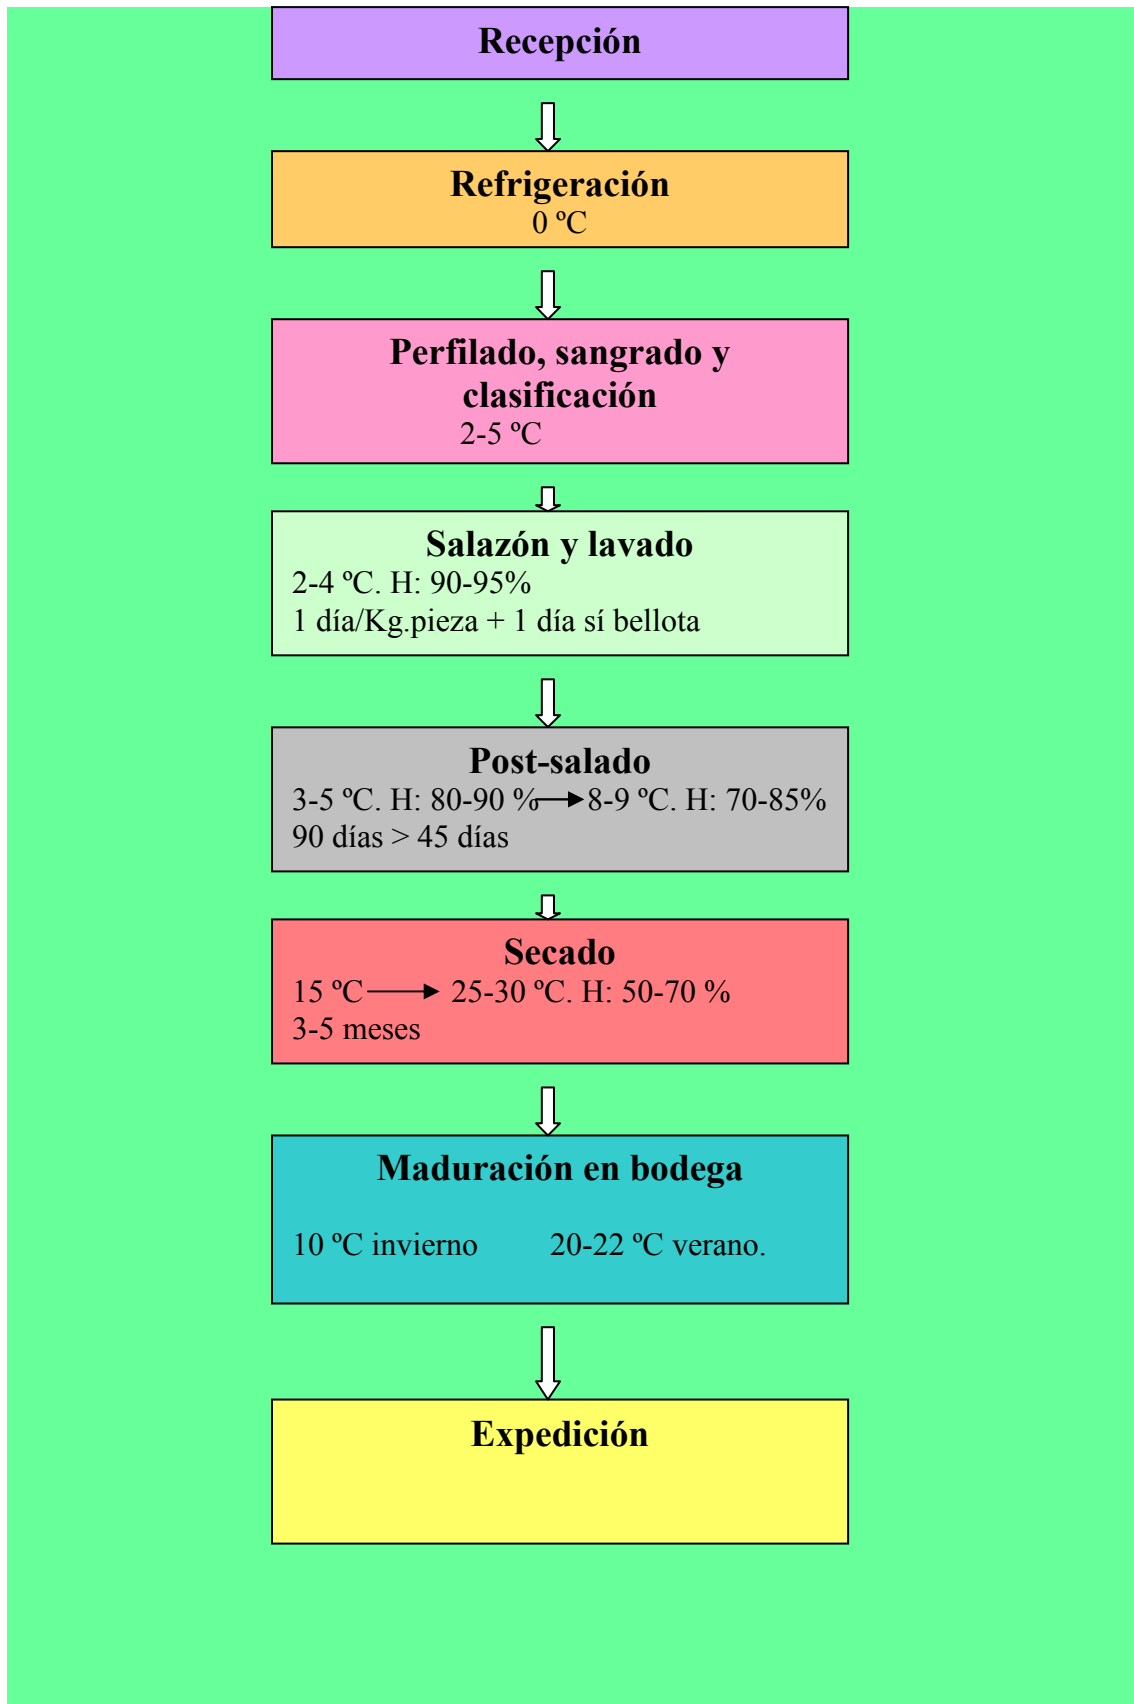 Recepción
Refrigeración
0 ºC
Perfilado, sangrado y
clasificación
2-5 ºC
Salazón y lavado
2-4 ºC. H: 90-95%
1 día/Kg.pieza + 1 día sí bellota
Post-salado
3-5 ºC. H: 80-90 % 8-9 ºC. H: 70-85%
90 días > 45 días
Secado
15 ºC 25-30 ºC. H: 50-70 %
3-5 meses
Maduración en bodega
10 ºC invierno 20-22 ºC verano.
Expedición